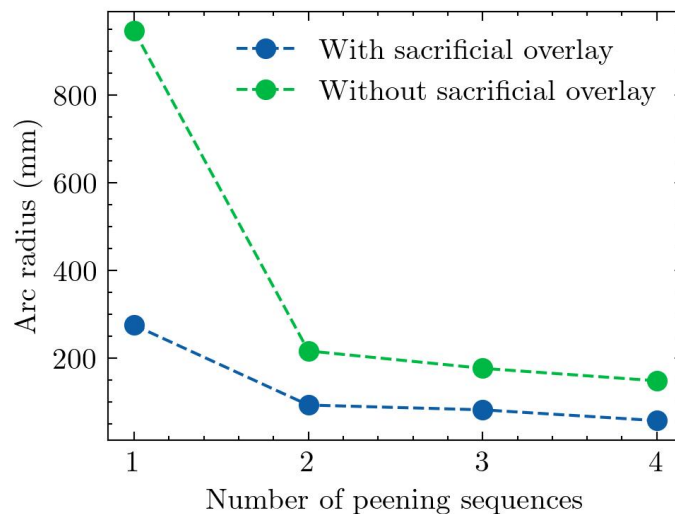 With sacrificial overlay
Without sacrificial overlay
Arc radius (mm)
800
600
400
200
1 2 3 4
Number of peening sequences